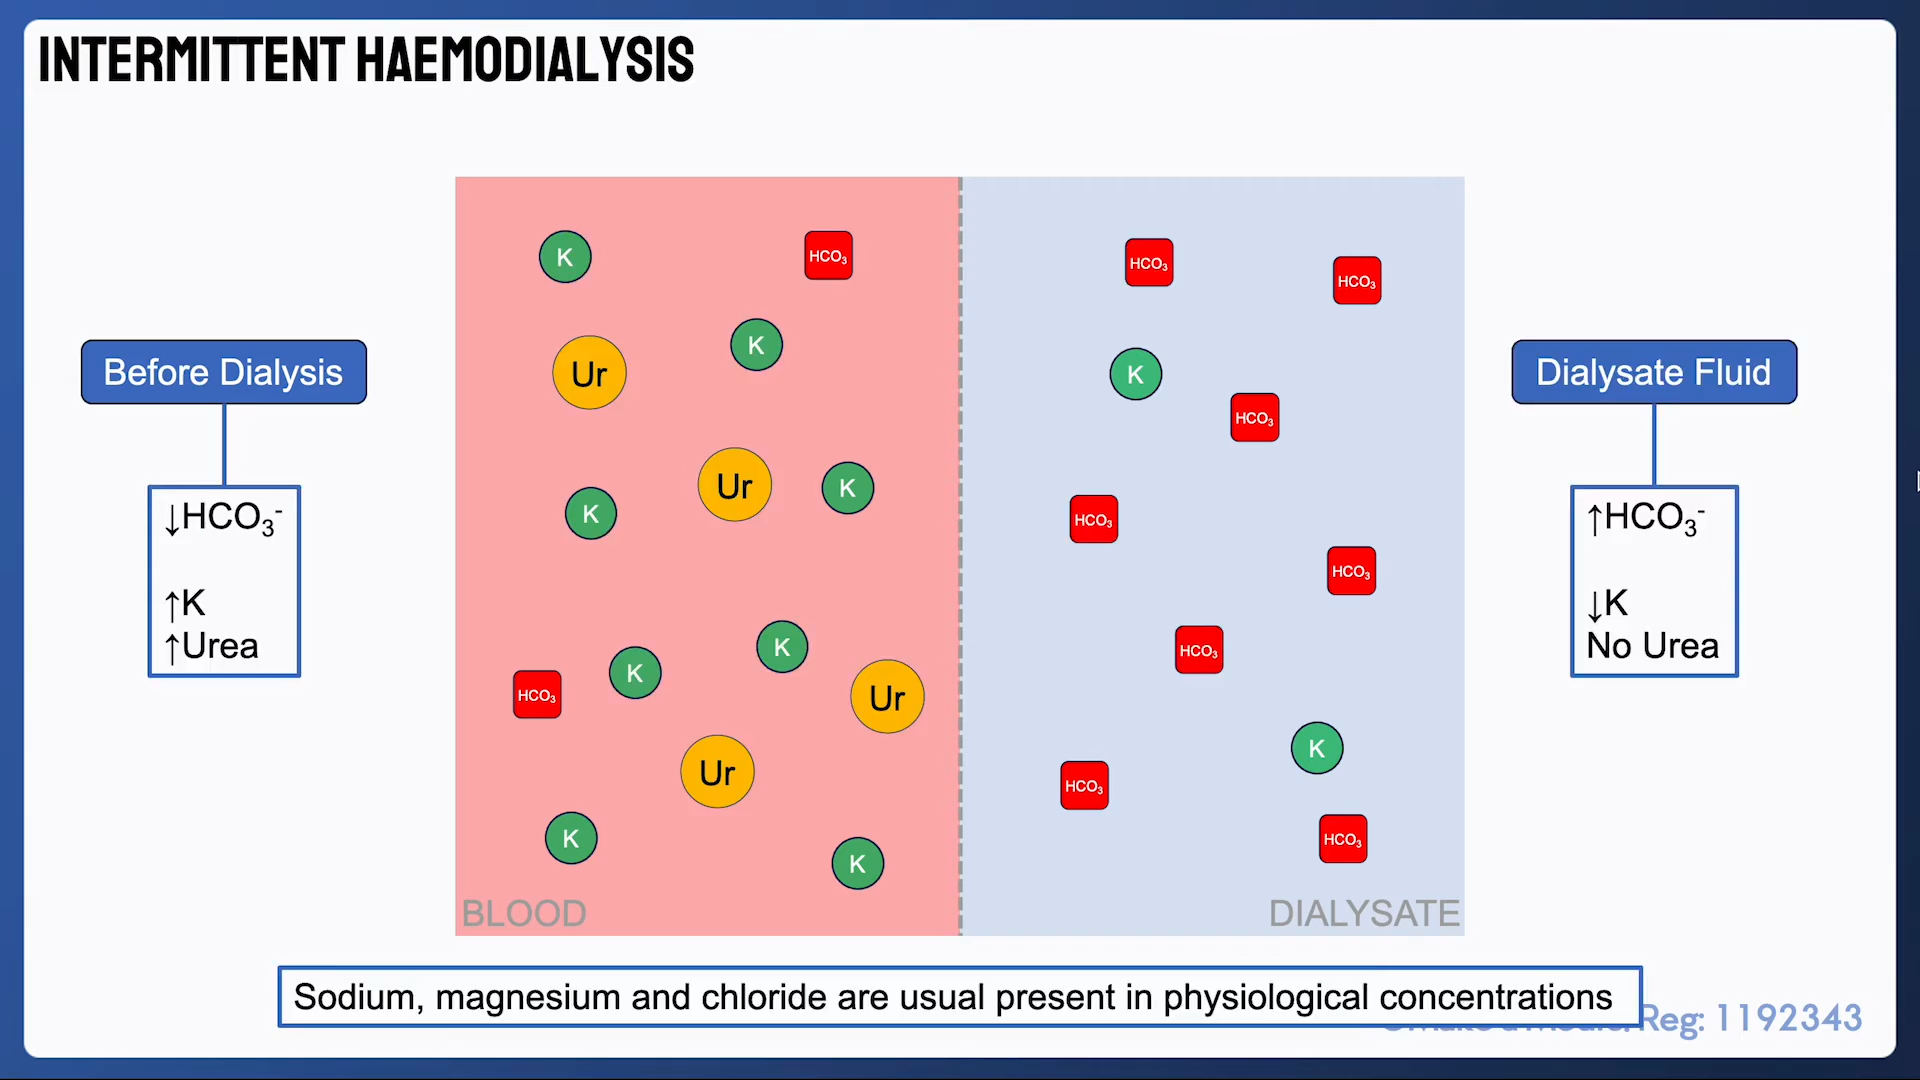 INTERMITTENT HAEMODIALYSIS
Before Dialysis
↓HCO₃⁻
↑K
↑Urea
K
HCO₃
K
Ur
Ur
K
K
K
K
HCO₃
Ur
Ur
K
K
BLOOD
HCO₃
HCO₃
K
HCO₃
HCO₃
HCO₃
HCO₃
K
HCO₃
HCO₃
DIALYSATE
Dialysate Fluid
↑HCO₃⁻
↓K
No Urea
Sodium, magnesium and chloride are usual present in physiological concentrations
Reg: 1192343